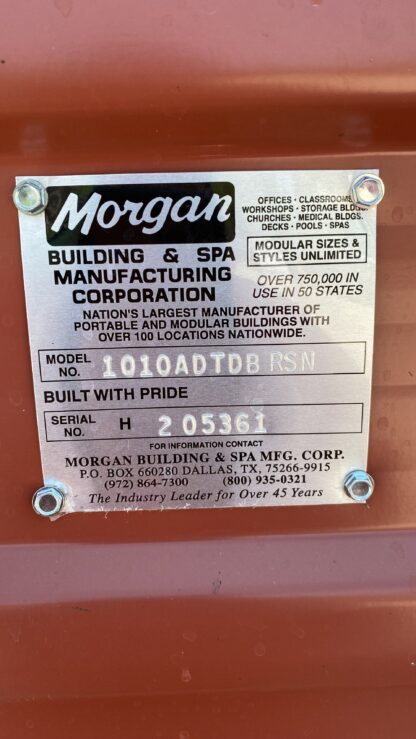 Morgan
OFFICES · CLASSROOMS
WORKSHOPS · STORAGE BLDGS.
CHURCHES · MEDICAL BLDGS.
DECKS · POOLS · SPAS
BUILDING & SPA
MANUFACTURING
CORPORATION
MODULAR SIZES &
STYLES UNLIMITED
OVER 750,000 IN
USE IN 50 STATES
NATION'S LARGEST MANUFACTURER OF
PORTABLE AND MODULAR BUILDINGS WITH
OVER 100 LOCATIONS NATIONWIDE.
MODEL NO. 1010ADTDB RSN
BUILT WITH PRIDE
SERIAL NO. H 205361
FOR INFORMATION CONTACT
MORGAN BUILDING & SPA MFG. CORP.
P.O. BOX 660280 DALLAS, TX, 75266-9915
(972) 864-7300 (800) 935-0321
The Industry Leader for Over 45 Years